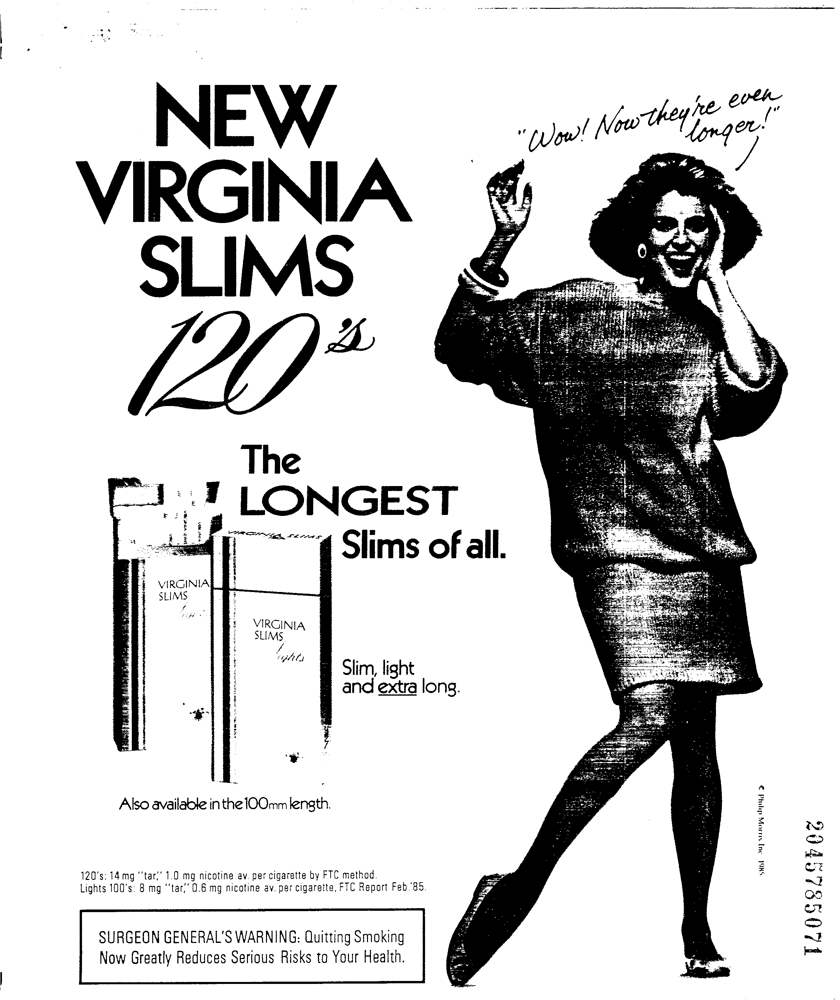 "Wow! Now they're even
longer!"
NEW
VIRGINIA
SLIMS
120's
The
LONGEST
Slims of all.
VIRGINIA SLIMS
VIRGINIA
SLIMS
Lights
VIRGINIA
SLIMS
Lights
Slim, light
and extra long.
Also available in the 100mm length.
120's: 14 mg "tar," 1.0 mg nicotine av. per cigarette by FTC method.
Lights 100's: 8 mg "tar," 0.6 mg nicotine av. per cigarette, FTC Report Feb.'85.
SURGEON GENERAL'S WARNING: Quitting Smoking
Now Greatly Reduces Serious Risks to Your Health.
© Philip Morris Inc. 1985
2045785071